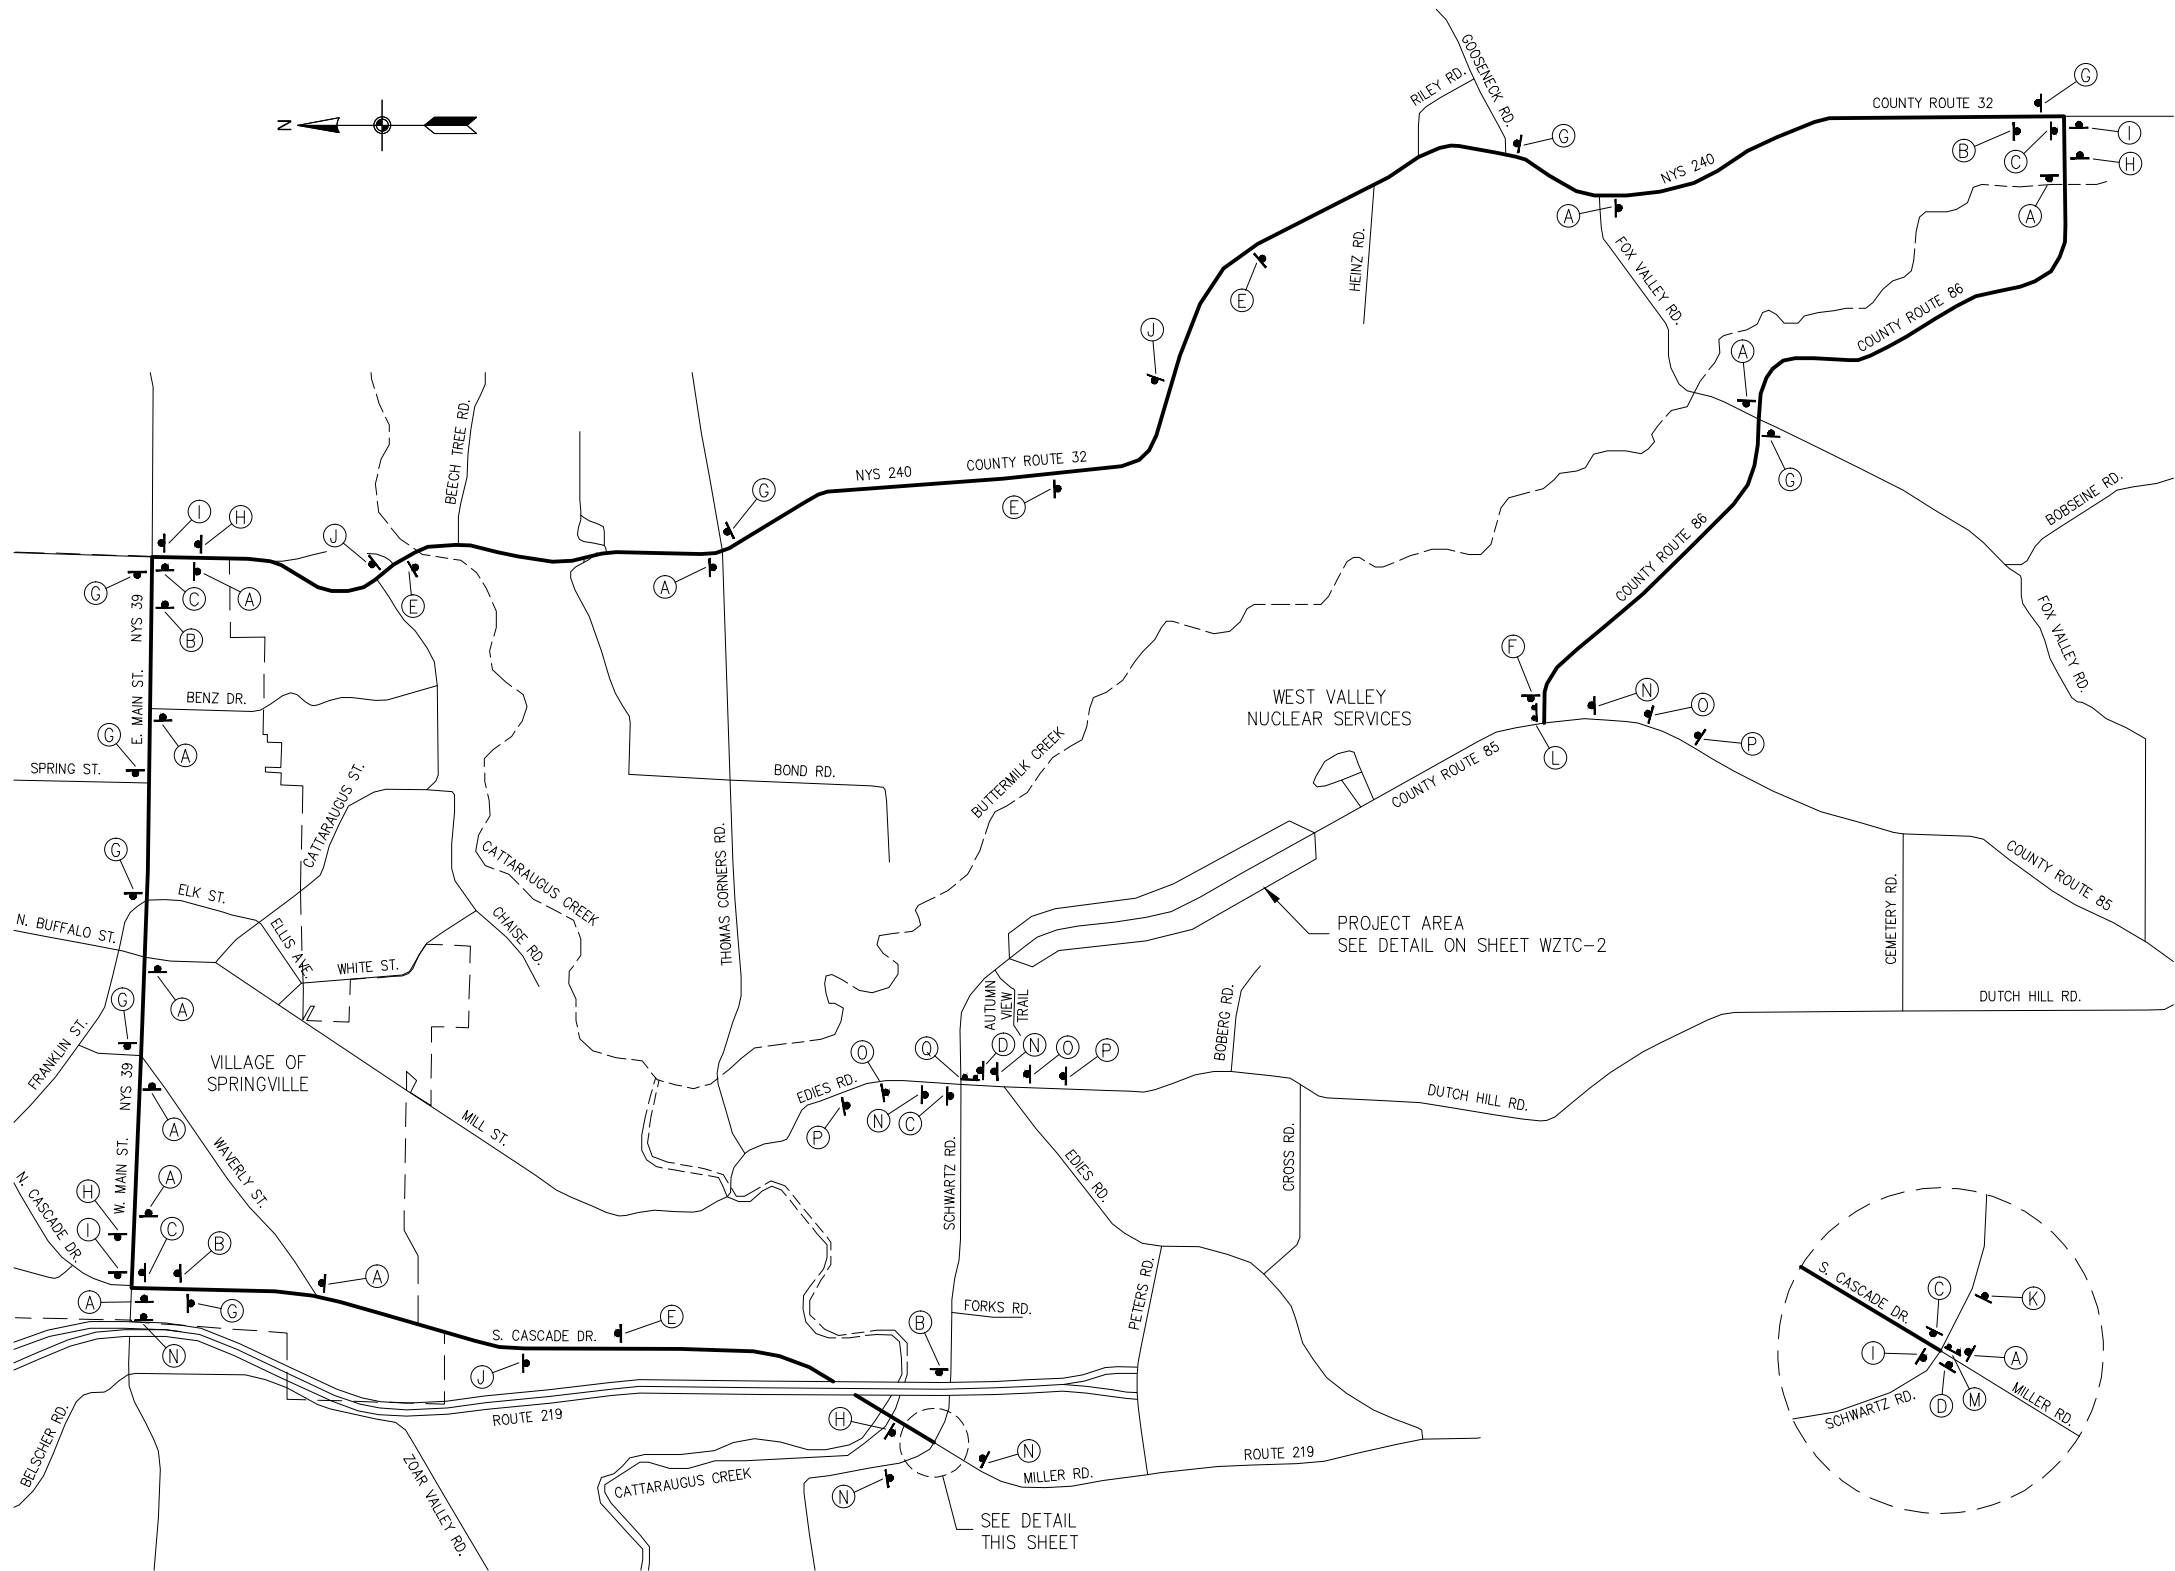 GOOSENECK RD.
RILEY RD.
G
COUNTY ROUTE 32
N
G
I
B
C
H
NYS 240
A
A
HEINZ RD.
FOX VALLEY RD.
E
COUNTY ROUTE 86
J
A
BEECH TREE RD.
NYS 240
COUNTY ROUTE 32
G
G
E
BOBSEINE RD.
I
H
J
A
COUNTY ROUTE 86
G
C
A
E
NYS 39
B
FOX VALLEY RD.
F
E. MAIN ST.
BENZ DR.
WEST VALLEY
NUCLEAR SERVICES
N
O
G
A
P
L
SPRING ST.
BOND RD.
BUTTERMILK CREEK
COUNTY ROUTE 85
CATTARAUGUS ST.
G
THOMAS CORNERS RD.
CATTARAUGUS CREEK
COUNTY ROUTE 85
ELK ST.
N. BUFFALO ST.
ELLIS AVE.
CHAISE RD.
PROJECT AREA
SEE DETAIL ON SHEET WZTC-2
CEMETERY RD.
WHITE ST.
G
A
AUTUMN
VIEW
TRAIL
BOBERG RD.
DUTCH HILL RD.
FRANKLIN ST.
NYS 39
VILLAGE OF
SPRINGVILLE
O
Q
D
N
O
P
EDIES RD.
DUTCH HILL RD.
P
N
C
A
MILL ST.
W. MAIN ST.
WAVERLY ST.
SCHWARTZ RD.
EDIES RD.
CROSS RD.
N. CASCADE DR.
H
A
I
C
B
A
A
G
PETERS RD.
FORKS RD.
S. CASCADE DR.
E
B
N
J
S. CASCADE DR.
C
K
I
A
D
M
MILLER RD.
SCHWARTZ RD.
BELSCHER RD.
ROUTE 219
H
N
ROUTE 219
ZOAR VALLEY RD.
CATTARAUGUS CREEK
N
MILLER RD.
SEE DETAIL
THIS SHEET